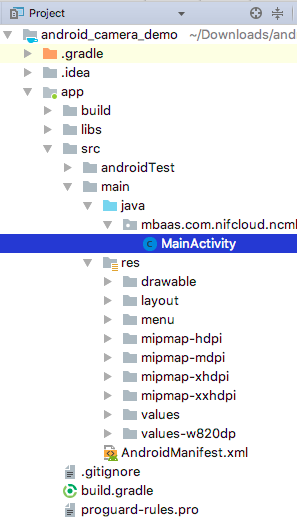 Project
android_camera_demo ~/Downloads/and
.gradle
.idea
app
build
libs
src
androidTest
main
java
mbaas.com.nifcloud.ncml
MainActivity
res
drawable
layout
menu
mipmap-hdpi
mipmap-mdpi
mipmap-xhdpi
mipmap-xxhdpi
values
values-w820dp
AndroidManifest.xml
.gitignore
build.gradle
proguard-rules.pro